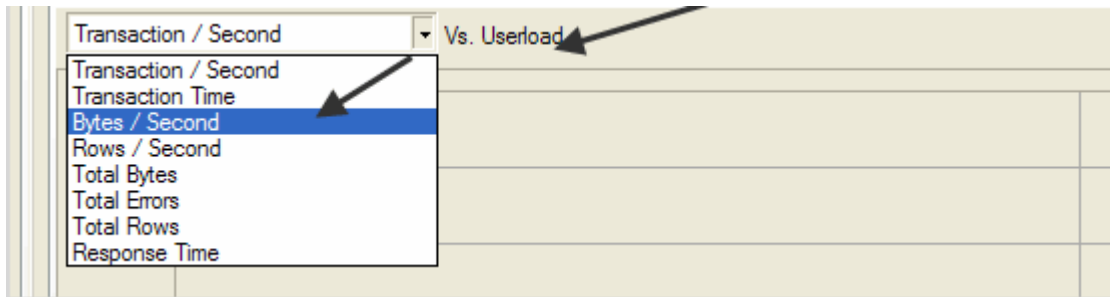 Transaction / Second Vs. Userload
Transaction / Second
Transaction Time
Bytes / Second
Rows / Second
Total Bytes
Total Errors
Total Rows
Response Time